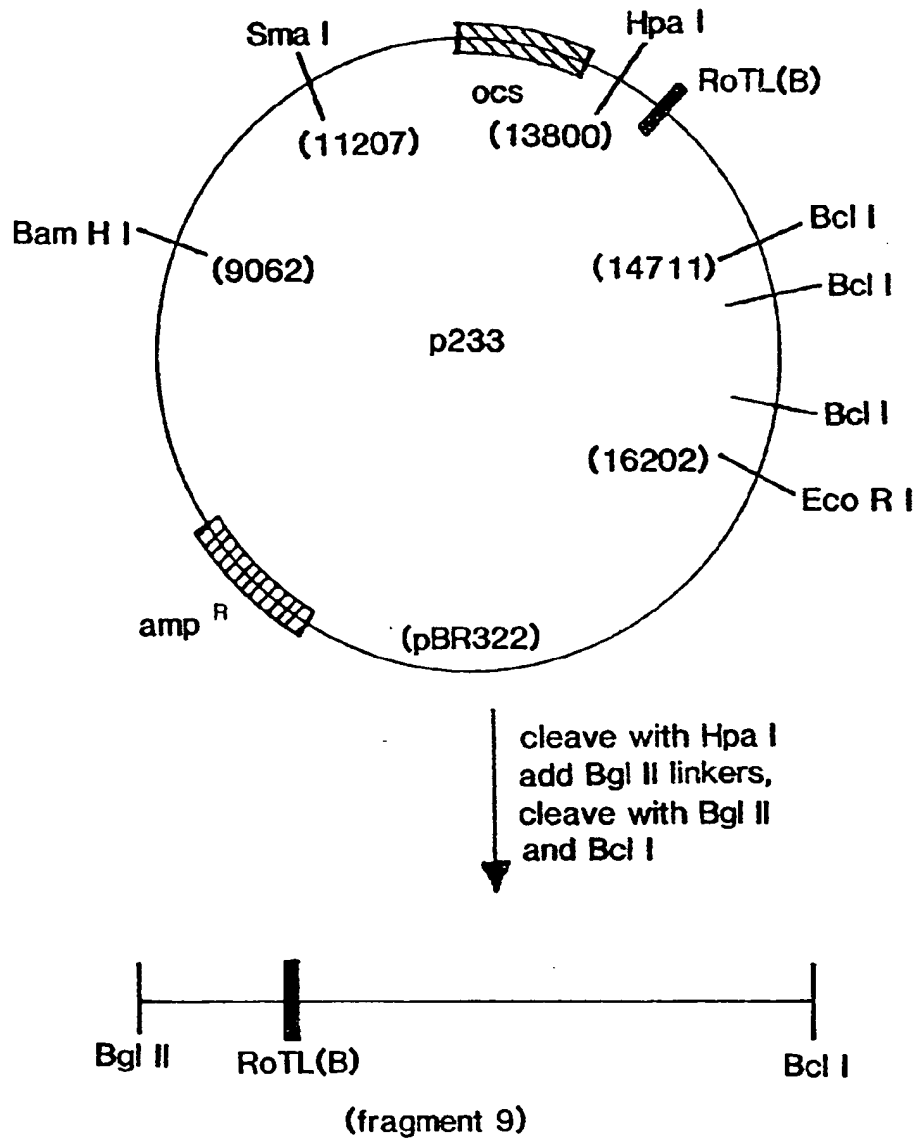 Sma I
Hpa I
RoTL(B)
ocs
(11207)
(13800)
Bam H I
(9062)
Bcl I
(14711)
Bcl I
p233
Bcl I
(16202)
Eco R I
amp R
(pBR322)
cleave with Hpa I
add Bgl II linkers,
cleave with Bgl II
and Bcl I
Bgl II
RoTL(B)
Bcl I
(fragment 9)